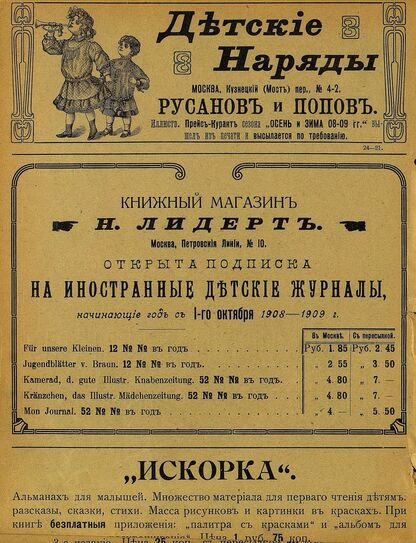 Дѣтскіе
Наряды
МОСКВА, Кузнецкій (Мостъ) пер., № 4-2.
РУСАНОВЪ и ПОПОВЪ.
Иллюстр. Прейсъ-Курантъ сезона „ОСЕНЬ и ЗИМА 08-09 гг.“ вы-
шелъ изъ печати и высылается по требованію.
24—21.
КНИЖНЫЙ МАГАЗИНЪ
Н. ЛИДЕРТЪ.
Москва, Петровскія Линіи, № 10.
ОТКРЫТА ПОДПИСКА
НА ИНОСТРАННЫЕ ДѢТСКІЕ ЖУРНАЛЫ,
начинающіе годъ съ 1-го октября 1908—1909 г.
Въ Москвѣ. Съ пересылкой.
Für unsere Kleinen. 12 №№ въ годъ Руб. 1. 85 Руб. 2. 45
Jugendblätter v. Braun. 12 №№ въ годъ. „ 2 55 „ 3. 50
Kamerad, d. gute Illustr. Knabenzeitung. 52 №№ въ годъ. „ 4. 80 „ 7. —
Kränzchen, das Illustr. Mädchenzeitung. 52 №№ въ годъ „ 4. 80 „ 7. —
Mon Journal. 52 №№ въ годъ. „ 4 — „ 5. 50
„ИСКОРКА“.
Альманахъ для малышей. Множество матеріала для перваго чтенія дѣтямъ:
разсказы, сказки, стихи. Масса рисунковъ и картинки въ краскахъ. При
книгѣ безплатныя приложенія: „палитра съ красками“ и „альбомъ для
Цѣна 1 руб. 75 коп.